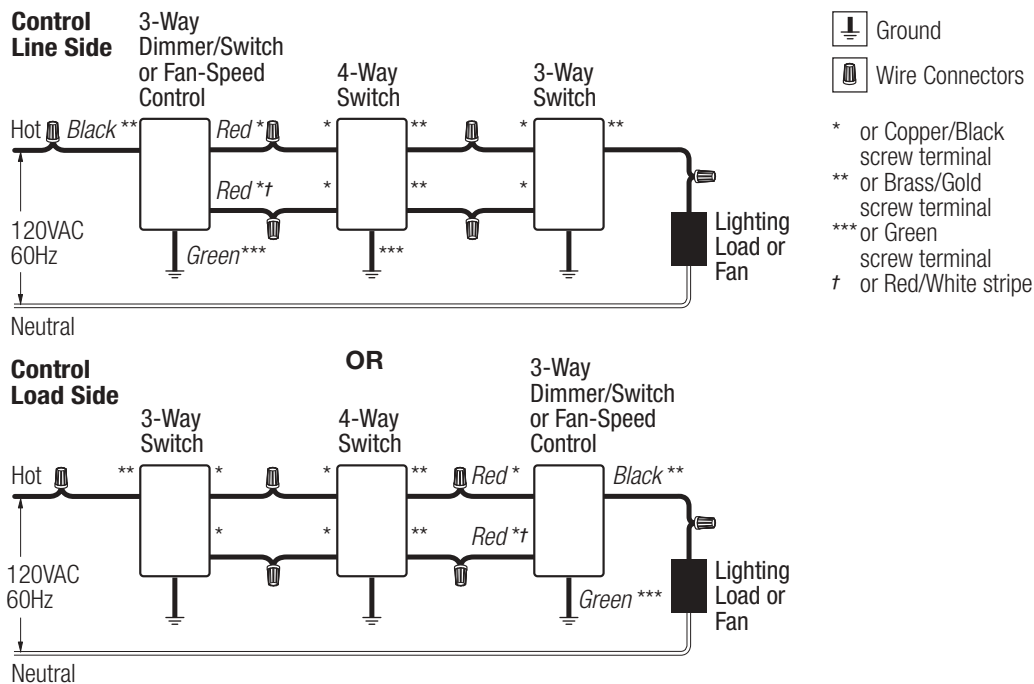 Control
Line Side
3-Way
Dimmer/Switch
or Fan-Speed
Control
4-Way
Switch
3-Way
Switch
Hot
Black **
Red *
*
**
*
**
Red *†
*
**
*
120VAC
60Hz
Green***
***
Lighting
Load or
Fan
Neutral
Ground
Wire Connectors
* or Copper/Black
screw terminal
** or Brass/Gold
screw terminal
*** or Green
screw terminal
† or Red/White stripe
OR
Control
Load Side
3-Way
Switch
4-Way
Switch
3-Way
Dimmer/Switch
or Fan-Speed
Control
Hot
**
*
*
**
Red *
Black **
*
*
**
Red *†
120VAC
60Hz
Green ***
Lighting
Load or
Fan
Neutral